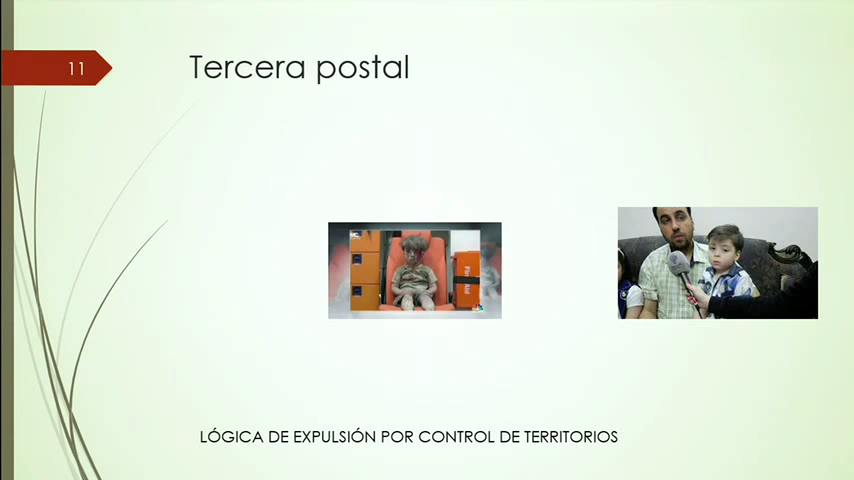 11
Tercera postal
LÓGICA DE EXPULSIÓN POR CONTROL DE TERRITORIOS